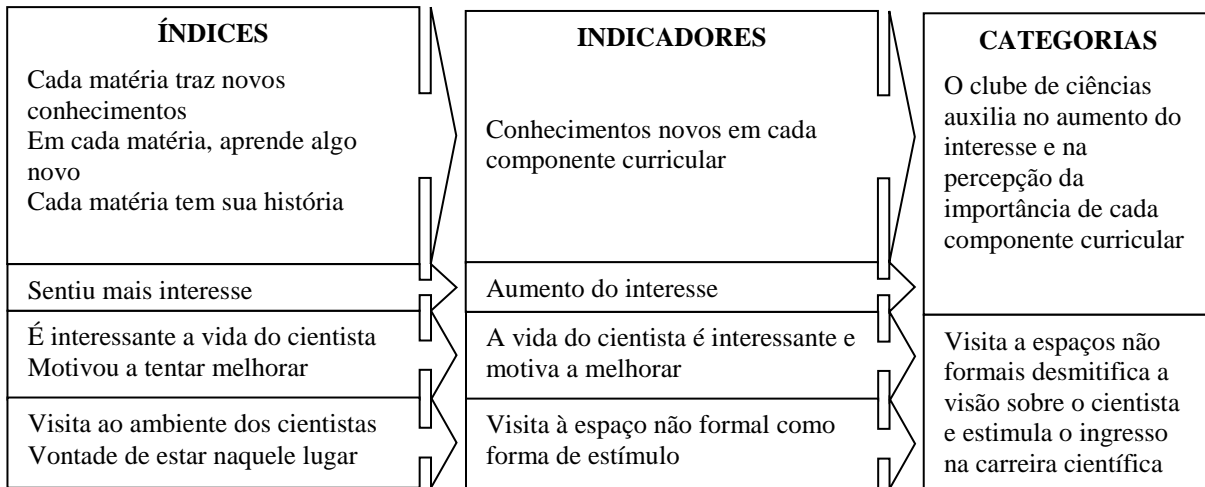 ÍNDICES
Cada matéria traz novos
conhecimentos
Em cada matéria, aprende algo
novo
Cada matéria tem sua história
Sentiu mais interesse
É interessante a vida do cientista
Motivou a tentar melhorar
Visita ao ambiente dos cientistas
Vontade de estar naquele lugar
INDICADORES
Conhecimentos novos em cada
componente curricular
Aumento do interesse
A vida do cientista é interessante e
motiva a melhorar
Visita à espaço não formal como
forma de estímulo
CATEGORIAS
O clube de ciências
auxilia no aumento do
interesse e na
percepção da
importância de cada
componente curricular
Visita a espaços não
formais desmitifica a
visão sobre o cientista
e estimula o ingresso
na carreira científica